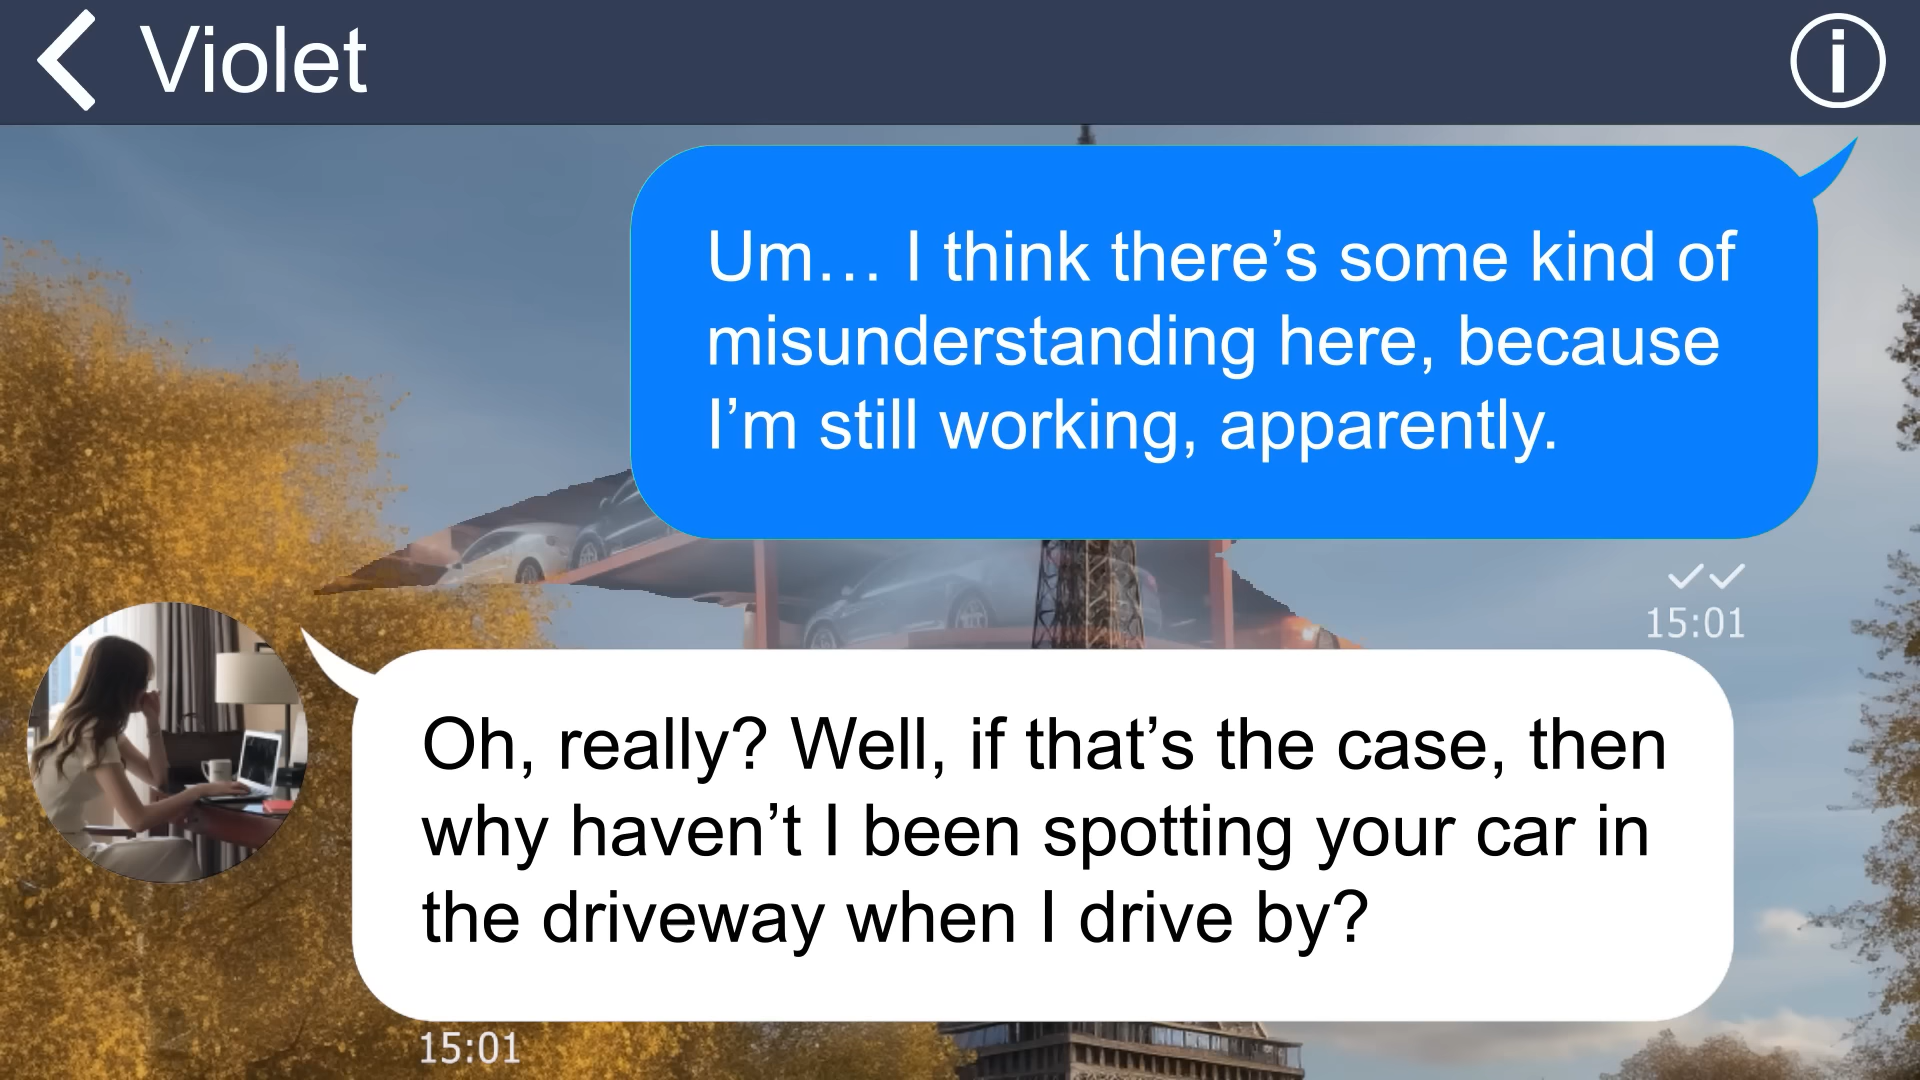 Violet
Um… I think there’s some kind of
misunderstanding here, because
I’m still working, apparently.
15:01
Oh, really? Well, if that’s the case, then
why haven’t I been spotting your car in
the driveway when I drive by?
15:01